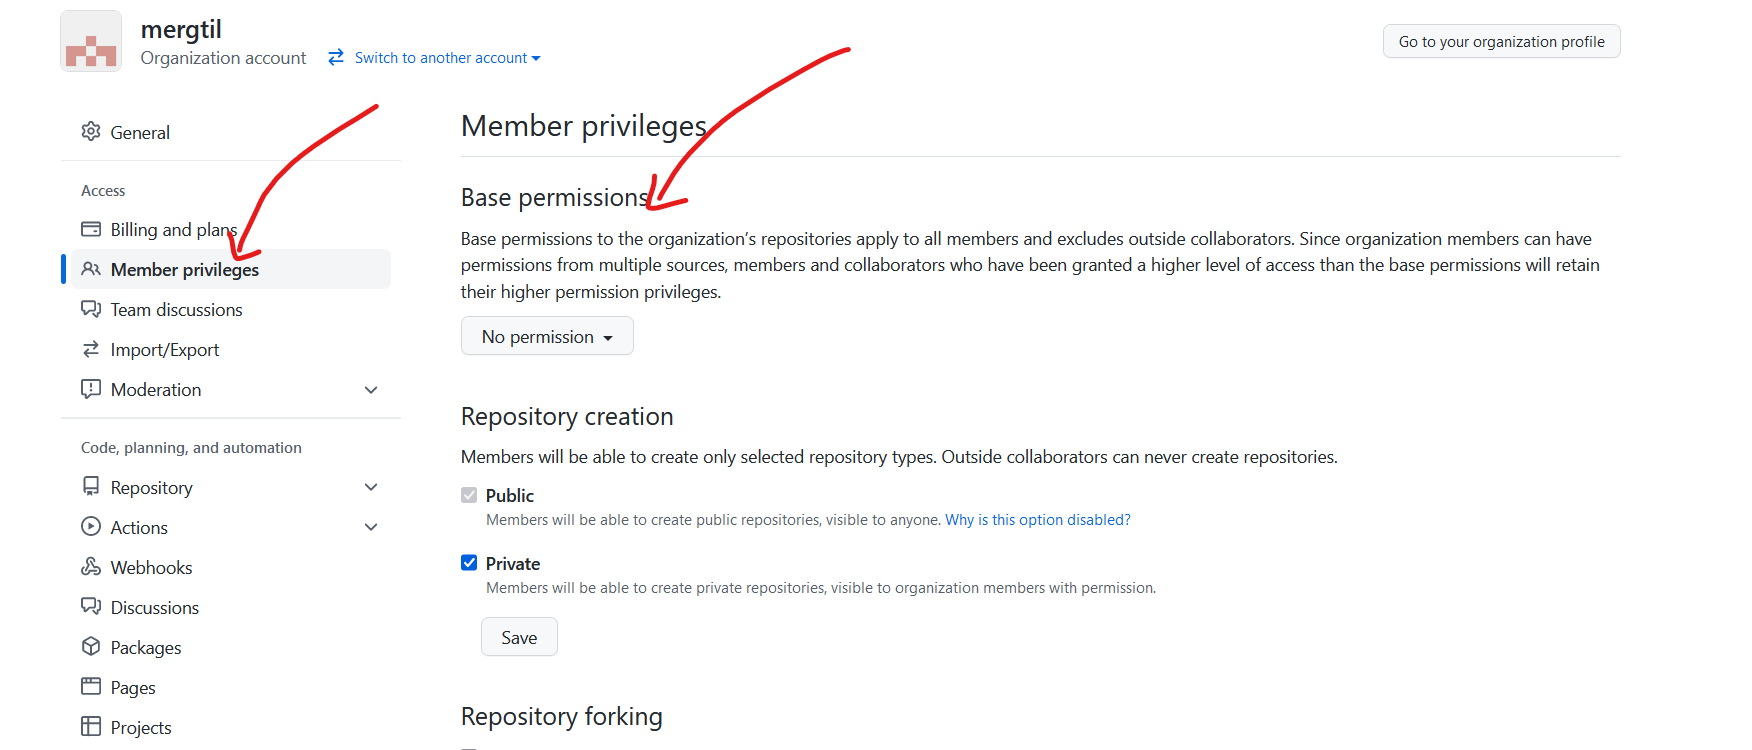 mergtil
Organization account Switch to another account
Go to your organization profile
General
Access
Billing and plans
Member privileges
Team discussions
Import/Export
Moderation
Code, planning, and automation
Repository
Actions
Webhooks
Discussions
Packages
Pages
Projects
Member privileges
Base permissions
Base permissions to the organization’s repositories apply to all members and excludes outside collaborators. Since organization members can have
permissions from multiple sources, members and collaborators who have been granted a higher level of access than the base permissions will retain
their higher permission privileges.
No permission
Repository creation
Members will be able to create only selected repository types. Outside collaborators can never create repositories.
Public
Members will be able to create public repositories, visible to anyone. Why is this option disabled?
Private
Members will be able to create private repositories, visible to organization members with permission.
Save
Repository forking